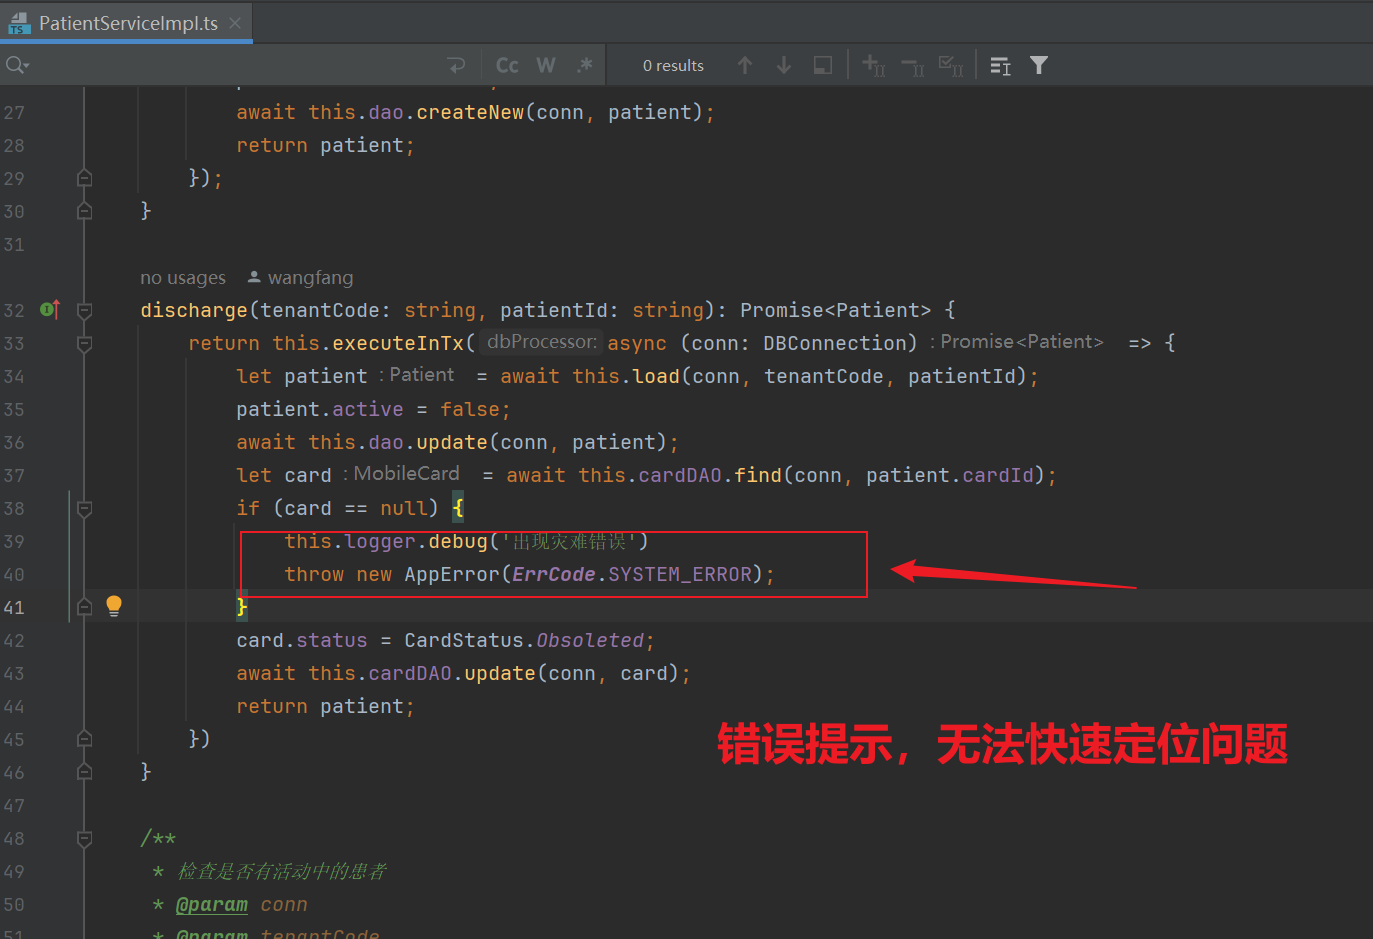 PatientServiceImpl.ts
Cc W .* 0 results
27 await this.dao.createNew(conn, patient);
28 return patient;
29 });
30 }
31
no usages wangfang
32 discharge(tenantCode: string, patientId: string): Promise<Patient> {
33 return this.executeInTx( dbProcessor: async (conn: DBConnection) : Promise<Patient> => {
34 let patient : Patient = await this.load(conn, tenantCode, patientId);
35 patient.active = false;
36 await this.dao.update(conn, patient);
37 let card : MobileCard = await this.cardDAO.find(conn, patient.cardId);
38 if (card == null) {
39 this.logger.debug('出现灾难错误')
40 throw new AppError(ErrCode.SYSTEM_ERROR);
41 }
42 card.status = CardStatus.Obsoleted;
43 await this.cardDAO.update(conn, card);
44 return patient;
错误提示，无法快速定位问题
45 })
46 }
47
48 /**
49 * 检查是否有活动中的患者
50 * @param conn
51 * @param tenantCode